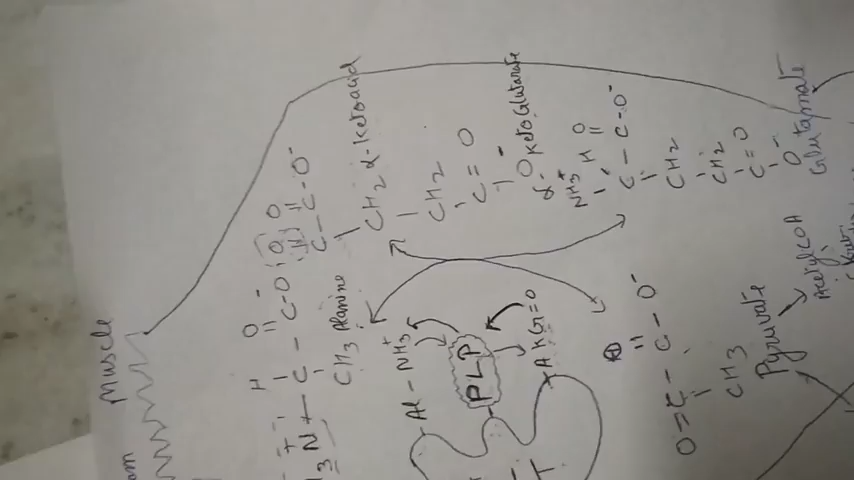 Muscle
H O
|| 
H3N+ – C – C-O-
CH3 Alanine
O O
||
C – C-O-
CH2 α-Ketoacid
CH2
C = O
O-
α-KetoGlutarate
NH3+ H O
||
C – C-O-
CH2
CH2
C=O
O-
Glutamate
Al – NH3+
PLP
AKG=O
T
||
O=C – C – O-
CH3
Pyruvate
Acetyl COA